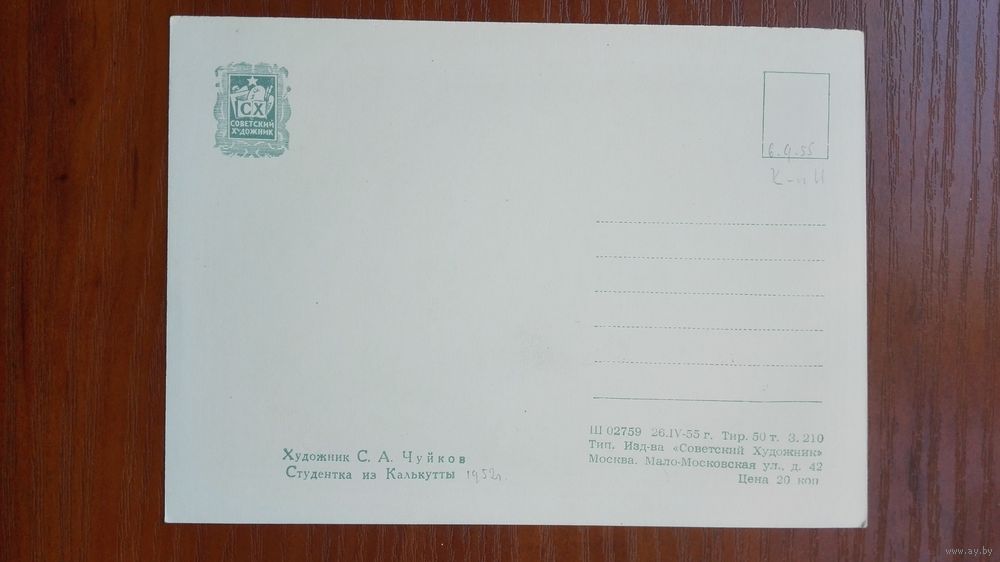 СХ
СОВЕТСКИЙ
ХУДОЖНИК
6.9.55
Художник С. А. Чуйков
Студентка из Калькутты 1952г.
Ш 02759 26.IV-55 г. Тир. 50 т. З. 210
Тип. Изд-ва «Советский Художник»
Москва. Мало-Московская ул., д. 42
Цена 20 коп
www.ay.by